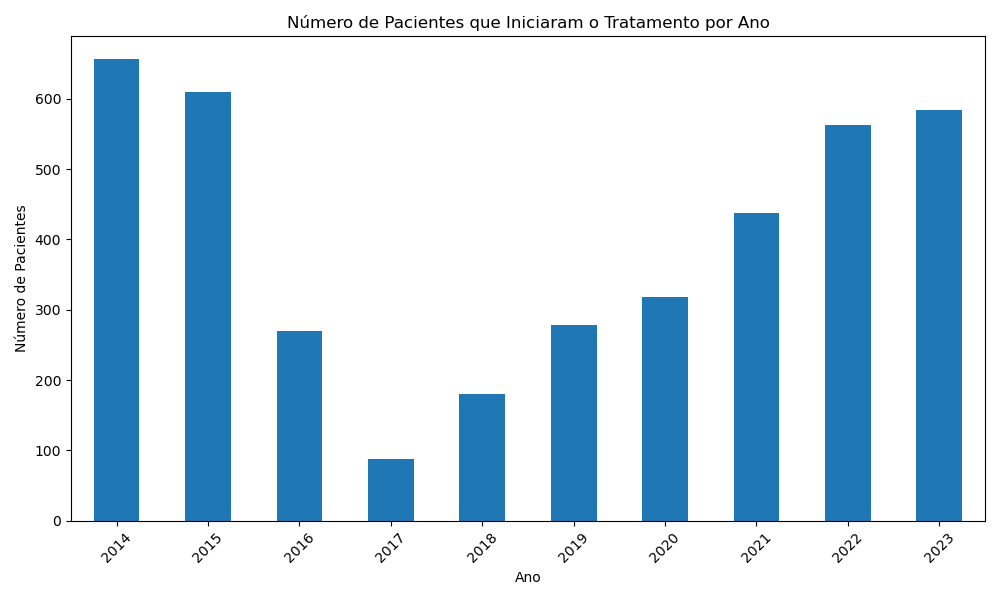 Número de Pacientes que Iniciaram o Tratamento por Ano
Número de Pacientes
600
500
400
300
200
100
0
2014 2015 2016 2017 2018 2019 2020 2021 2022 2023
Ano